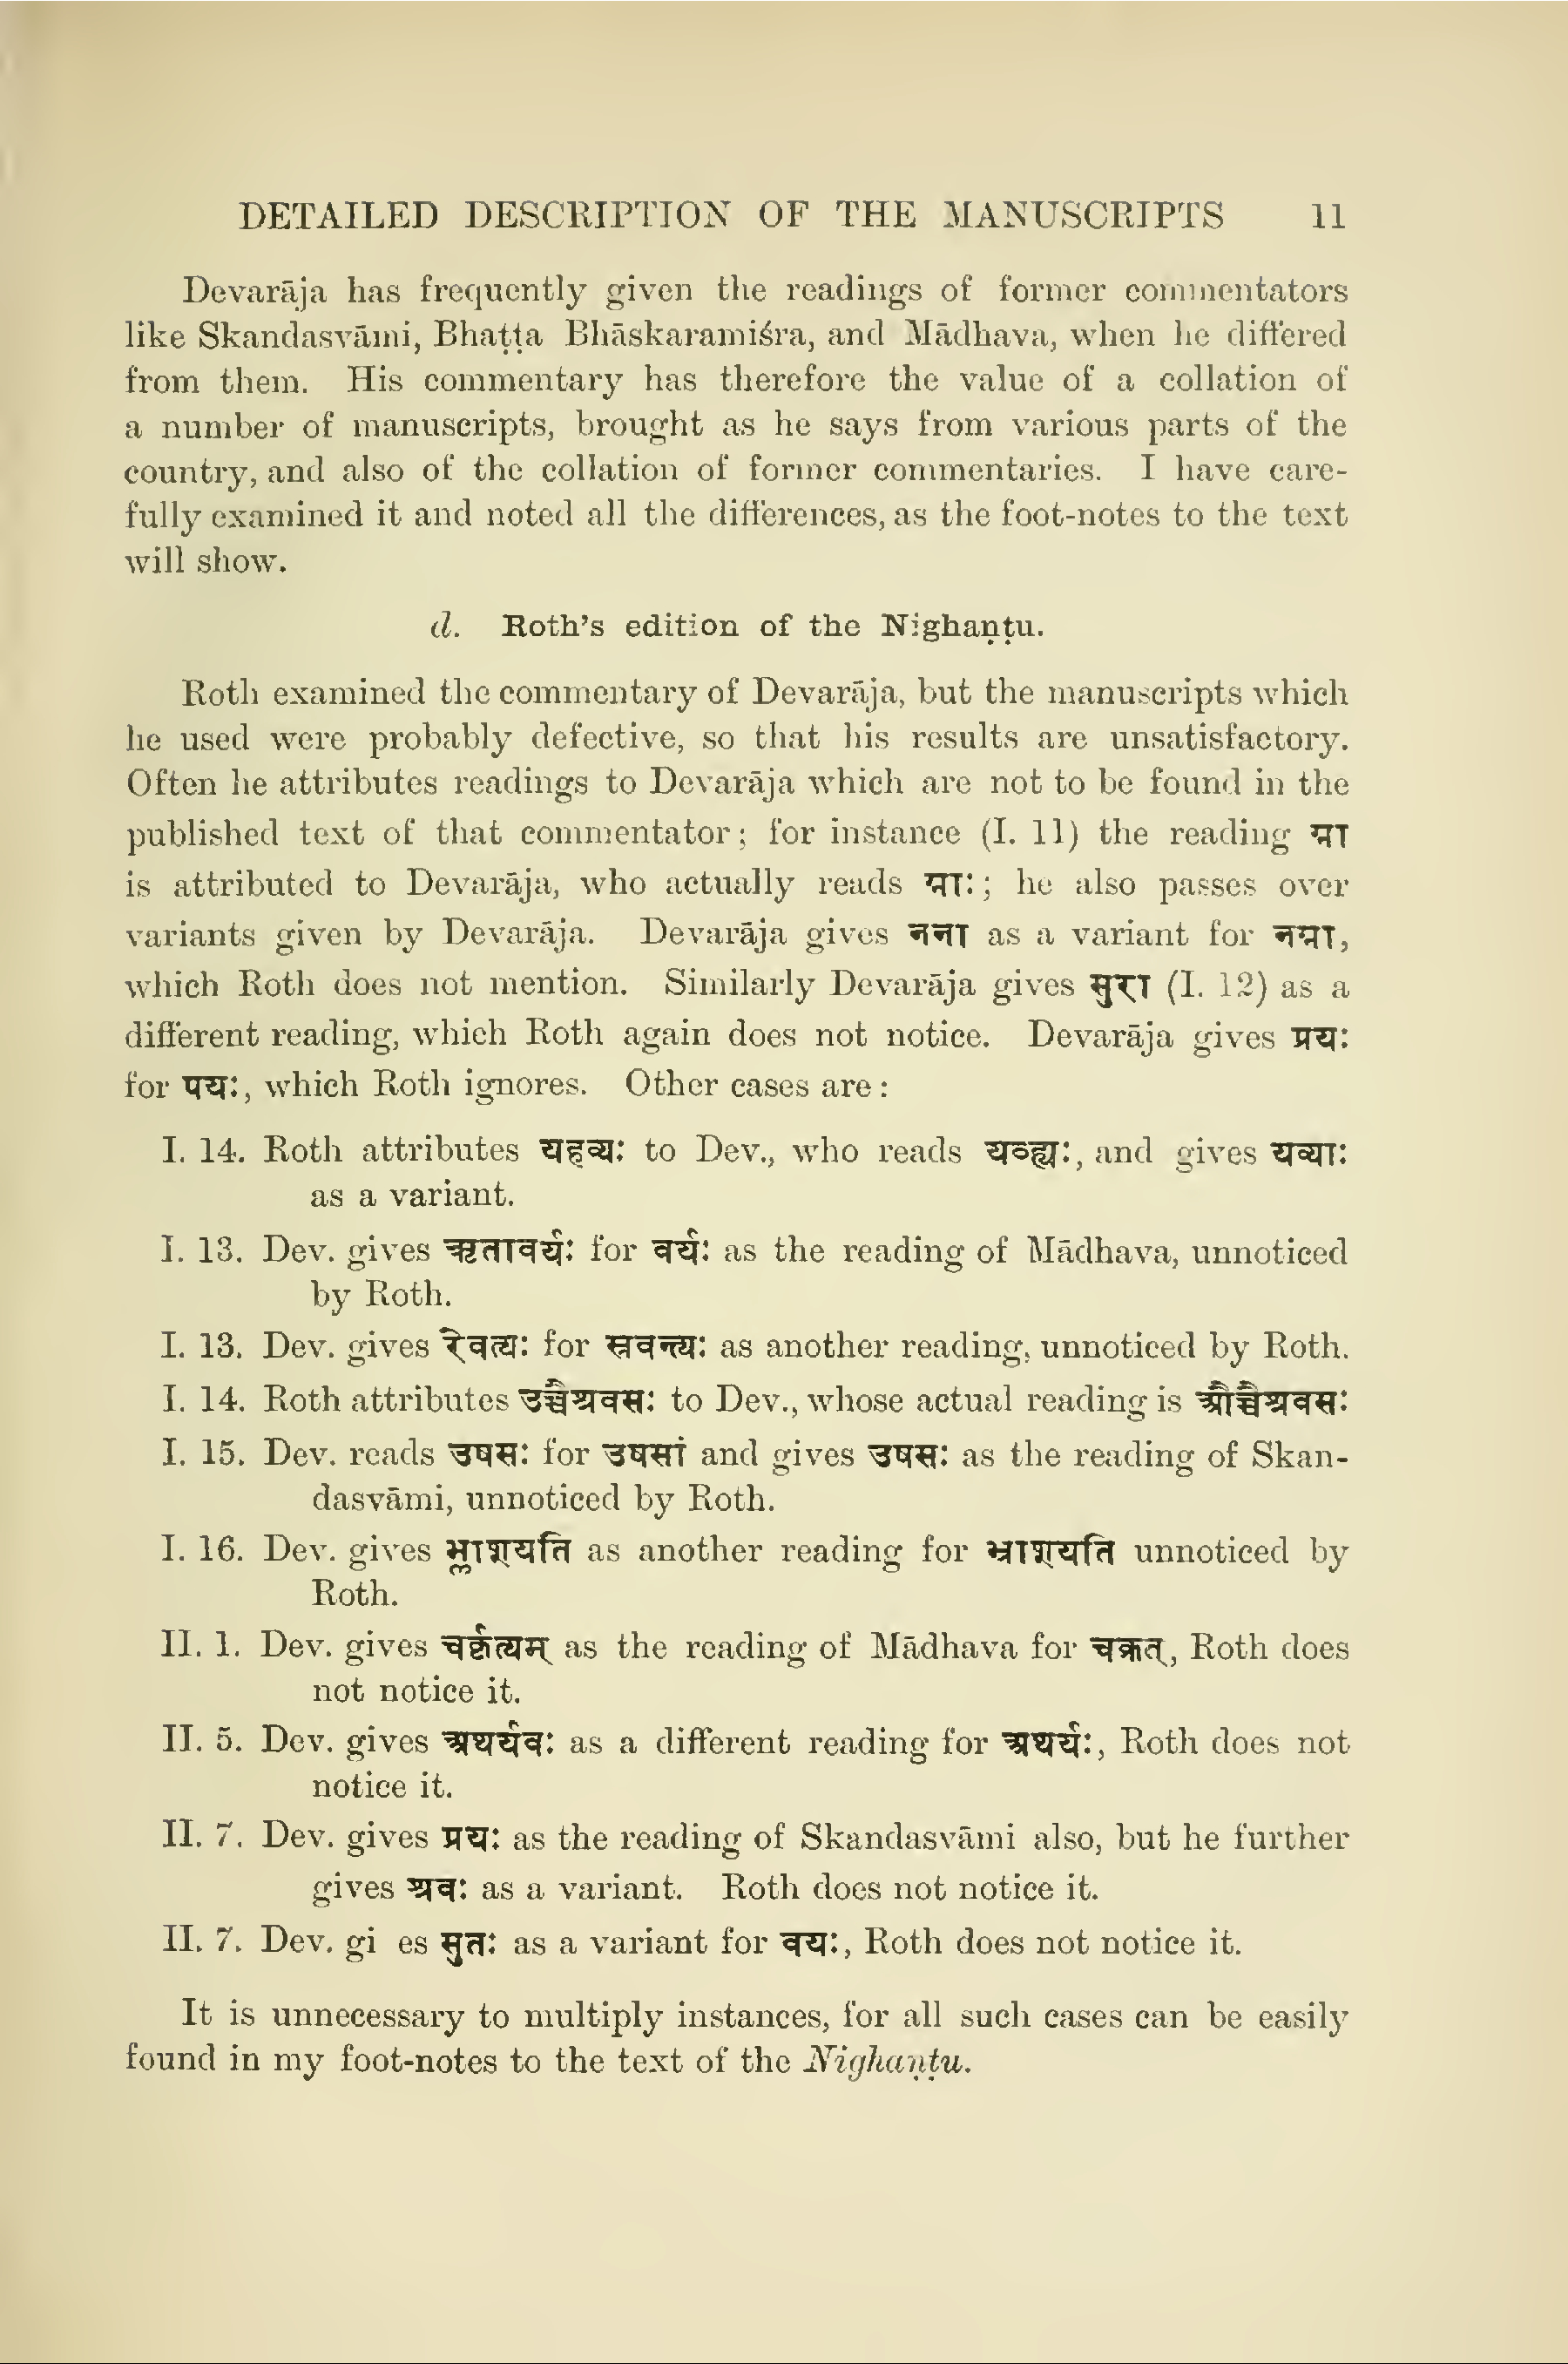 DETAILED DESCRIPTION OF THE MANUSCRIPTS 11
Devarāja has frequently given the readings of former commentators
like Skandasvāmi, Bhaṭṭa Bhāskaramiśra, and Mādhava, when he differed
from them. His commentary has therefore the value of a collation of
a number of manuscripts, brought as he says from various parts of the
country, and also of the collation of former commentaries. I have care-
fully examined it and noted all the differences, as the foot-notes to the text
will show.
d. Roth's edition of the Nighaṇṭu.
Roth examined the commentary of Devarāja, but the manuscripts which
he used were probably defective, so that his results are unsatisfactory.
Often he attributes readings to Devarāja which are not to be found in the
published text of that commentator; for instance (I. 11) the reading ग्ना
is attributed to Devarāja, who actually reads ग्नाः; he also passes over
variants given by Devarāja. Devarāja gives नना as a variant for नग्ना,
which Roth does not mention. Similarly Devarāja gives सुरा (I. 12) as a
different reading, which Roth again does not notice. Devarāja gives प्रयः
for पयः, which Roth ignores. Other cases are:
I. 14. Roth attributes यहव्यः to Dev., who reads यव्ह्यः, and gives यव्याः
as a variant.
I. 13. Dev. gives ऋतावर्यः for वर्यः as the reading of Mādhava, unnoticed
by Roth.
I. 13. Dev. gives रेवत्यः for स्रवन्त्यः as another reading, unnoticed by Roth.
I. 14. Roth attributes उच्चैश्रवसः to Dev., whose actual reading is औच्चैश्रवसः
I. 15. Dev. reads उषसः for उषसां and gives उषसः as the reading of Skan-
dasvāmi, unnoticed by Roth.
I. 16. Dev. gives भ्लाशयति as another reading for भ्राशयति unnoticed by
Roth.
II. 1. Dev. gives चर्कृत्यम् as the reading of Mādhava for चक्रत्, Roth does
not notice it.
II. 5. Dev. gives अथर्यवः as a different reading for अथर्यः, Roth does not
notice it.
II. 7. Dev. gives प्रयः as the reading of Skandasvāmi also, but he further
gives श्रवः as a variant. Roth does not notice it.
II. 7. Dev. gi es सुतः as a variant for वयः, Roth does not notice it.
It is unnecessary to multiply instances, for all such cases can be easily
found in my foot-notes to the text of the Nighaṇṭu.